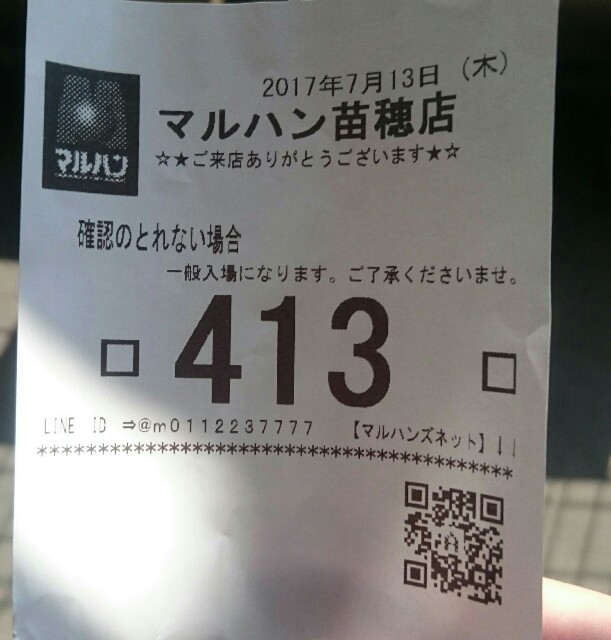 2017年7月13日（木）
マルハン苗穂店
マルハン
☆★ご来店ありがとうございます★☆
確認のとれない場合
一般入場になります。ご了承くださいませ。
□ 413 □
LINE ID ⇒@m0112237777 【マルハンズネット】↓↓
****************************************